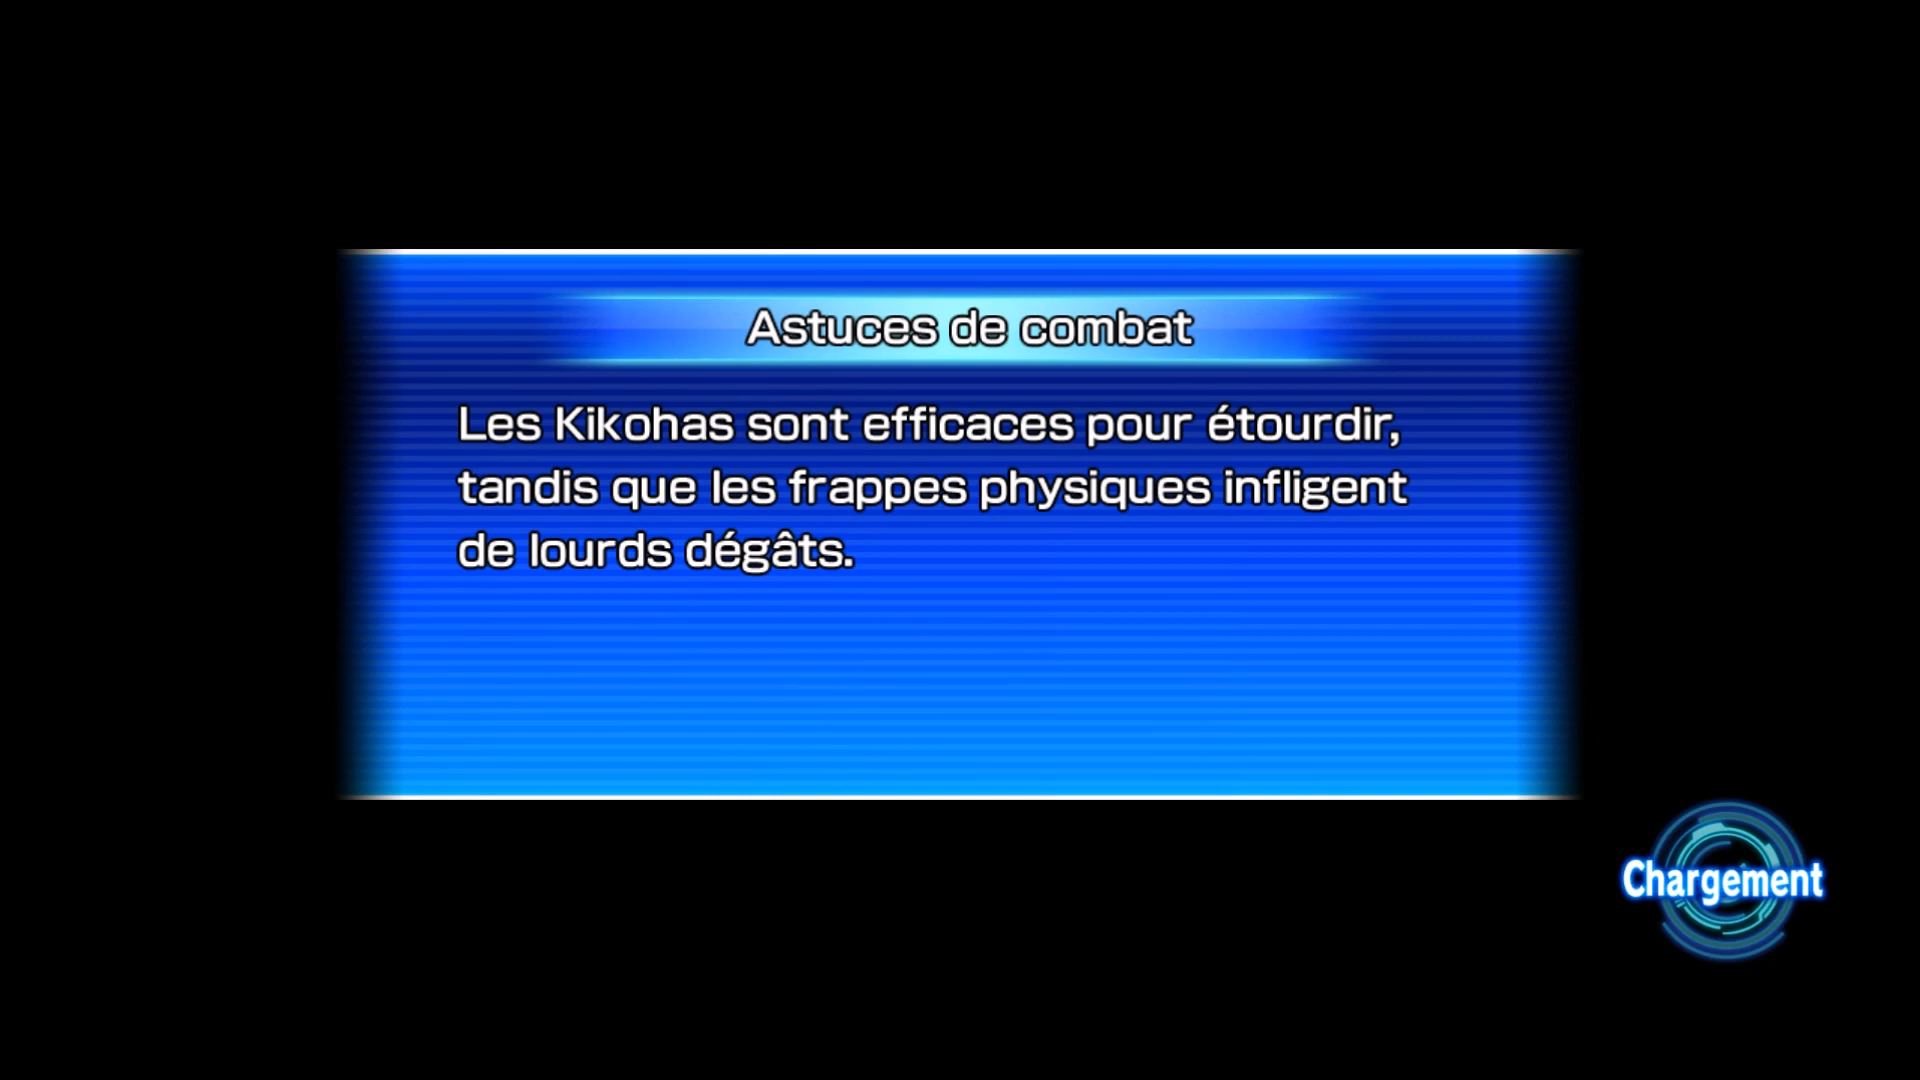 Astuces de combat
Les Kikohas sont efficaces pour étourdir,
tandis que les frappes physiques infligent
de lourds dégâts.
Chargement